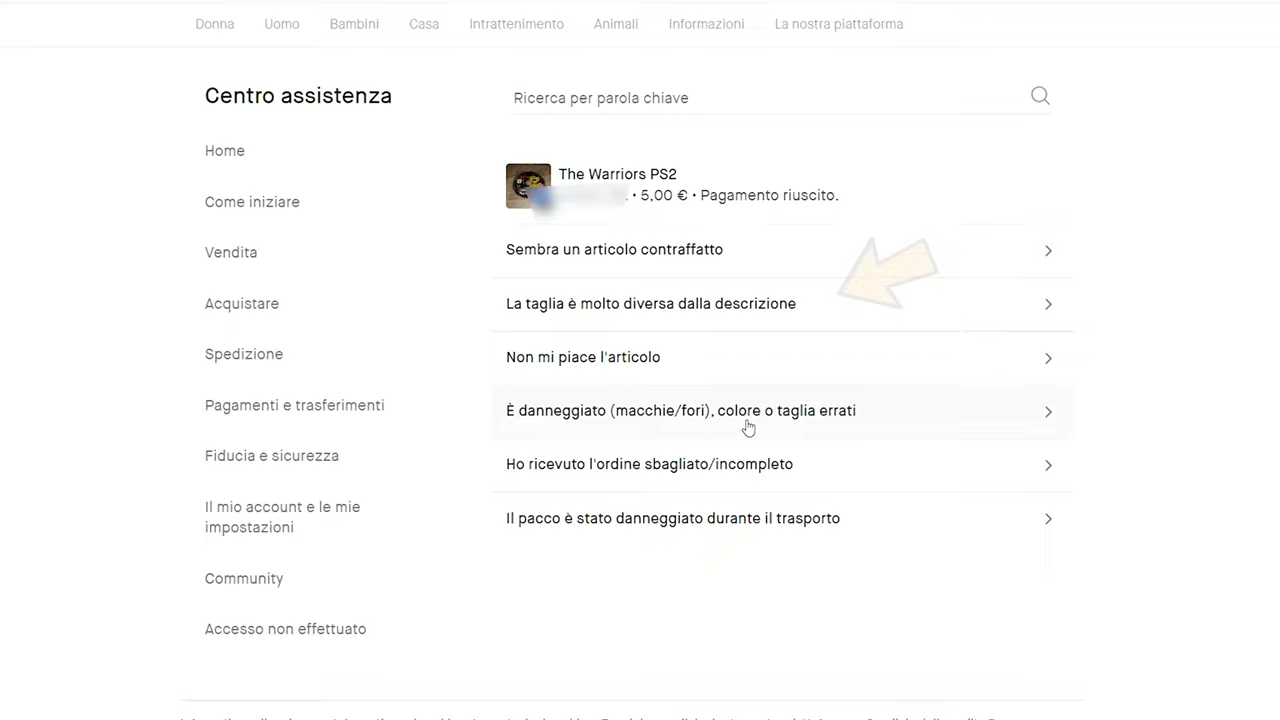 Donna Uomo Bambini Casa Intrattenimento Animali Informazioni La nostra piattaforma
Centro assistenza
Ricerca per parola chiave
Home
Come iniziare
Vendita
Acquistare
Spedizione
Pagamenti e trasferimenti
Fiducia e sicurezza
Il mio account e le mie
impostazioni
Community
Accesso non effettuato
The Warriors PS2
• 5,00 € • Pagamento riuscito.
Sembra un articolo contraffatto
La taglia è molto diversa dalla descrizione
Non mi piace l'articolo
È danneggiato (macchie/fori), colore o taglia errati
Ho ricevuto l'ordine sbagliato/incompleto
Il pacco è stato danneggiato durante il trasporto